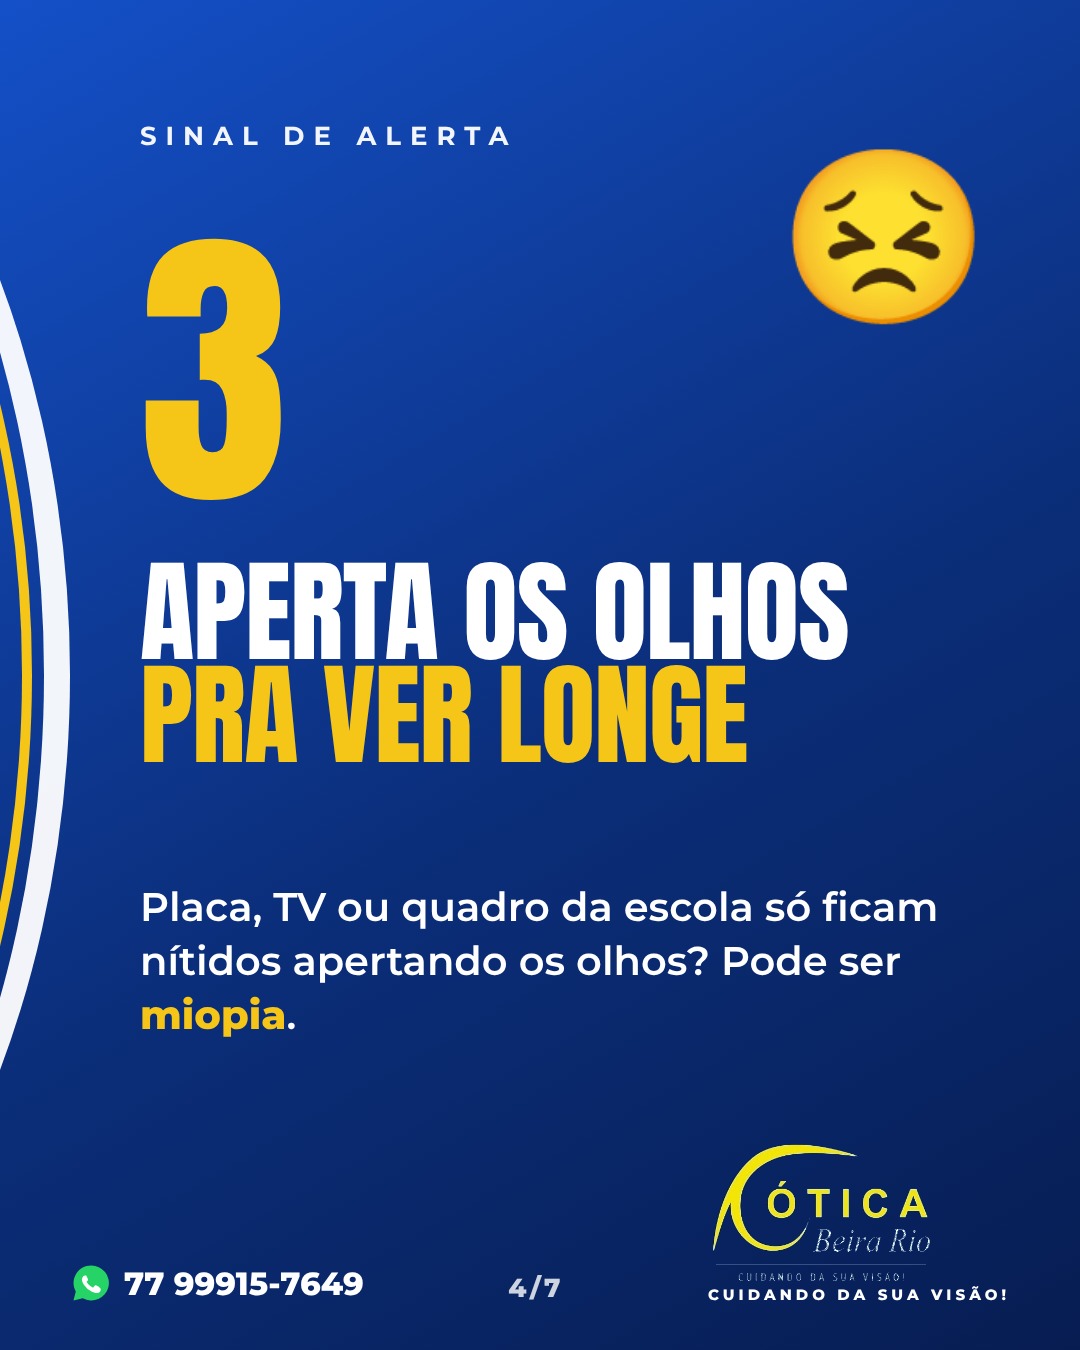 SINAL DE ALERTA
3
APERTA OS OLHOS
PRA VER LONGE
Placa, TV ou quadro da escola só ficam
nítidos apertando os olhos? Pode ser
miopia.
ÓTICA
Beira Rio
CUIDANDO DA SUA VISÃO!
CUIDANDO DA SUA VISÃO!
77 99915-7649
4/7